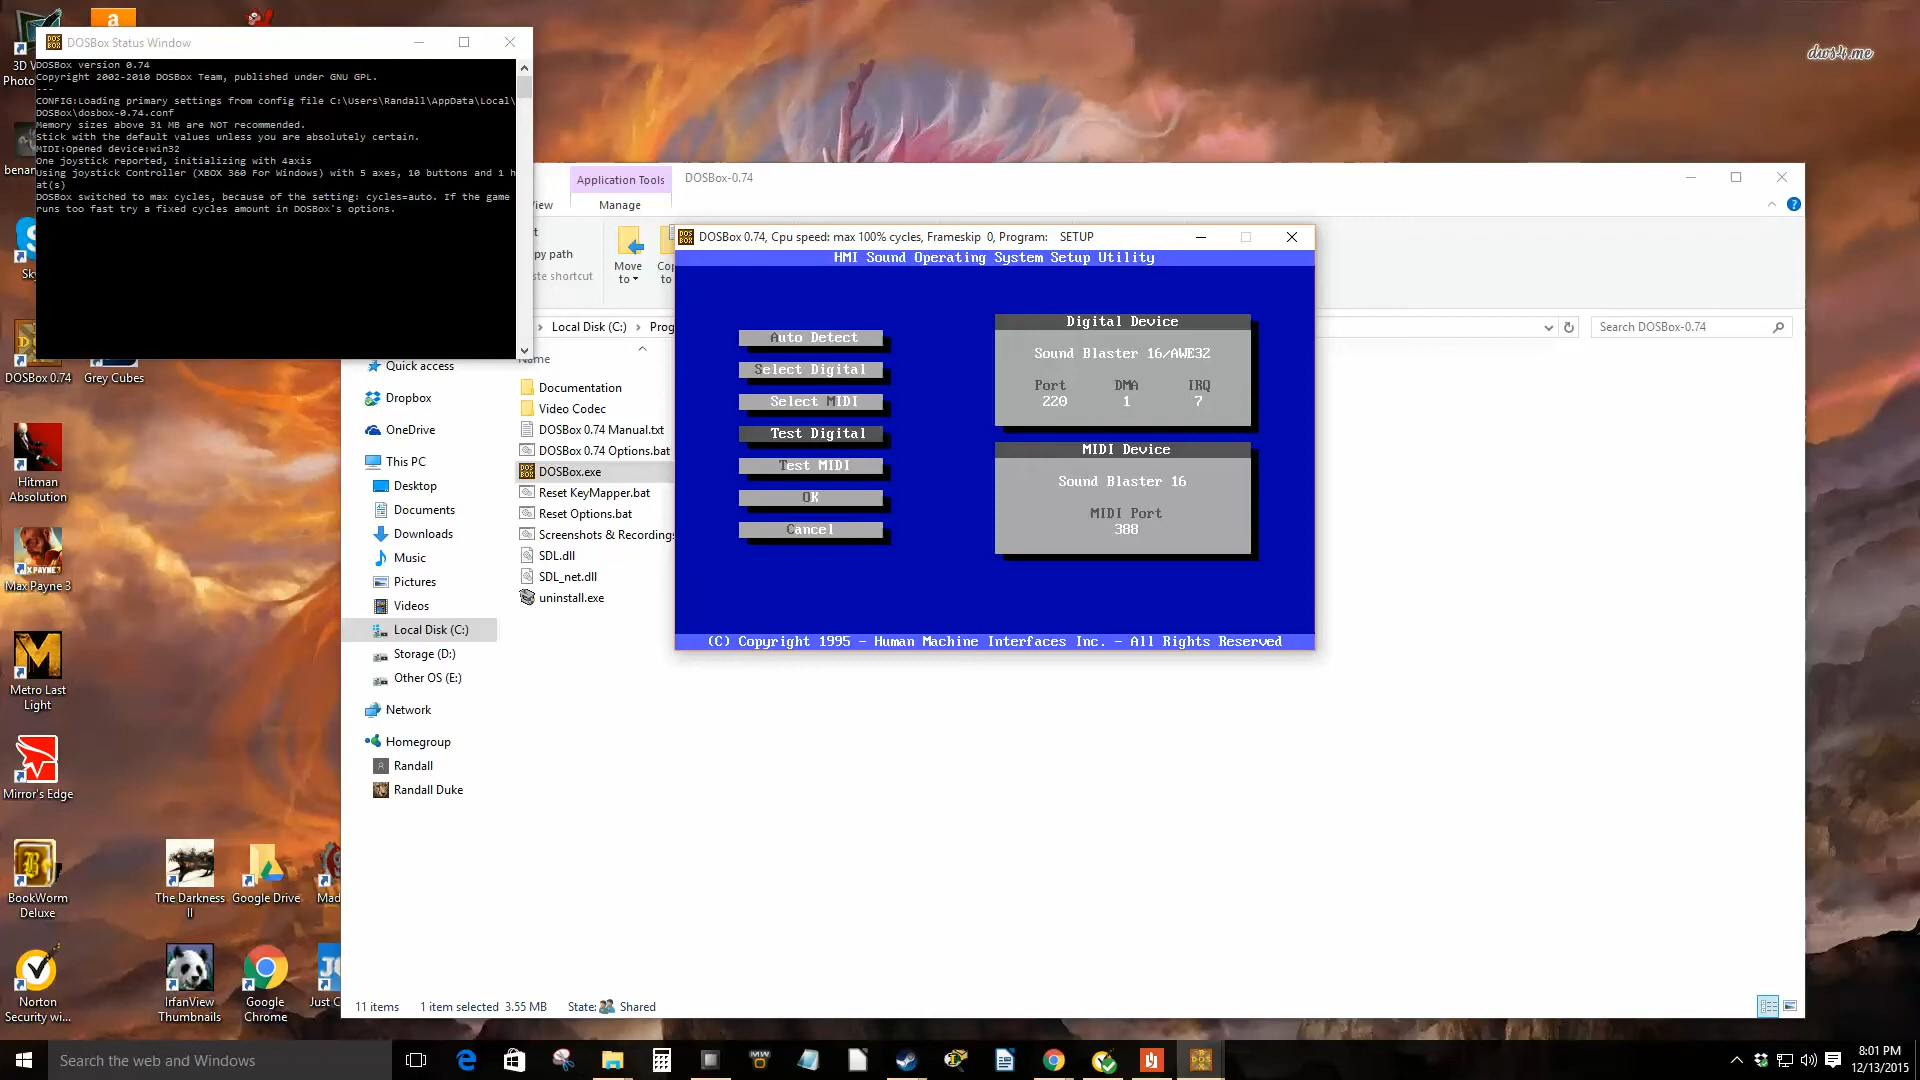 DOSBox Status Window
DOSBox version 0.74
Copyright 2002-2010 DOSBox Team, published under GNU GPL.
---
CONFIG:Loading primary settings from config file C:\Users\Randall\AppData\Local\
DOSBox\dosbox-0.74.conf
Memory sizes above 31 MB are NOT recommended.
Stick with the default values unless you are absolutely certain.
MIDI:Opened device:win32
One joystick reported, initializing with 4axis
Using joystick Controller (XBOX 360 For Windows) with 5 axes, 10 buttons and 1 h
at(s)
DOSBox switched to max cycles, because of the setting: cycles=auto. If the game
runs too fast try a fixed cycles amount in DOSBox's options.
dws4.me
3D
Photo
benan
Sky
DOSBox 0.74
Grey Cubes
Hitman
Absolution
Max Payne 3
Metro Last
Light
Mirror's Edge
BookWorm
Deluxe
The Darkness
II
Google Drive
Mad
Norton
Security wi...
IrfanView
Thumbnails
Google
Chrome
Just C
Application Tools
DOSBox-0.74
Manage
Move
to
Local Disk (C:)
Search DOSBox-0.74
Name
Quick access
Dropbox
OneDrive
This PC
Desktop
Documents
Downloads
Music
Pictures
Videos
Local Disk (C:)
Storage (D:)
Other OS (E:)
Network
Homegroup
Randall
Randall Duke
Documentation
Video Codec
DOSBox 0.74 Manual.txt
DOSBox 0.74 Options.bat
DOSBox.exe
Reset KeyMapper.bat
Reset Options.bat
Screenshots & Recordings
SDL.dll
SDL_net.dll
uninstall.exe
11 items 1 item selected 3.55 MB State: Shared
DOSBox 0.74, Cpu speed: max 100% cycles, Frameskip 0, Program: SETUP
HMI Sound Operating System Setup Utility
Auto Detect
Select Digital
Select MIDI
Test Digital
Test MIDI
OK
Cancel
Digital Device
Sound Blaster 16/AWE32
Port DMA IRQ
220 1 7
MIDI Device
Sound Blaster 16
MIDI Port
388
(C) Copyright 1995 - Human Machine Interfaces Inc. - All Rights Reserved
Search the web and Windows
8:01 PM
12/13/2015